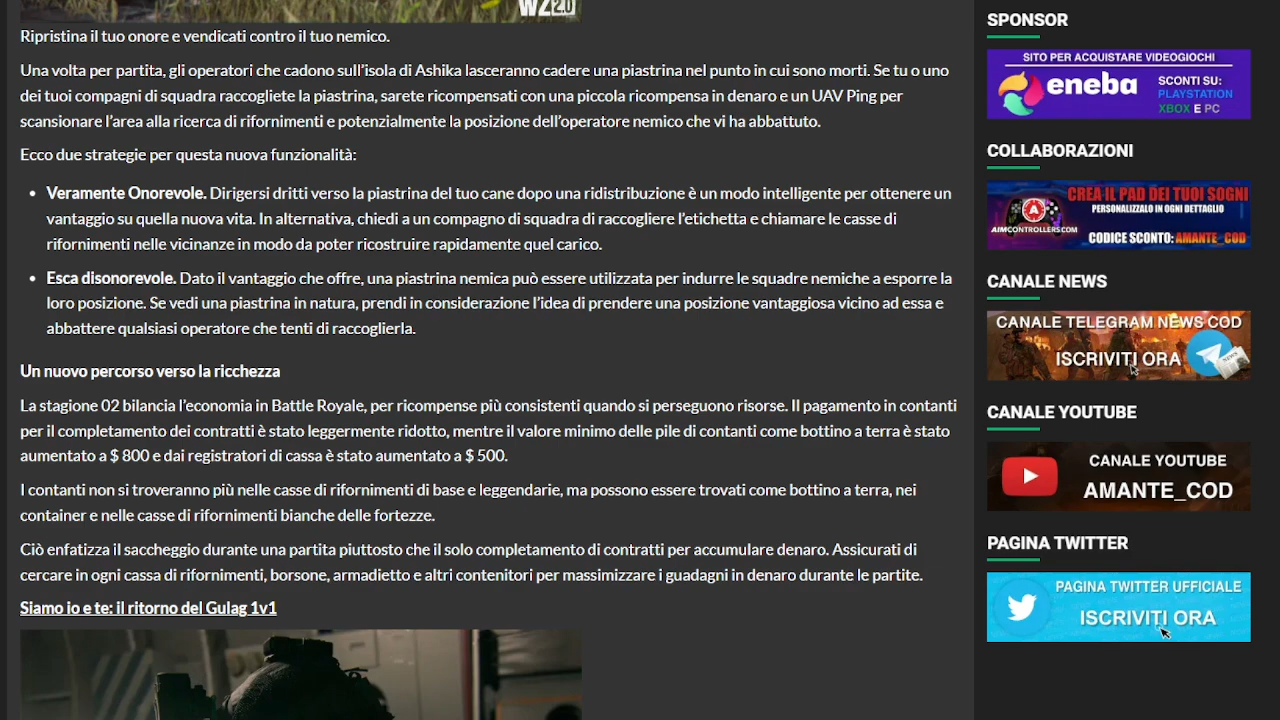 WZ2.0
Ripristina il tuo onore e vendicati contro il tuo nemico.
Una volta per partita, gli operatori che cadono sull'isola di Ashika lasceranno cadere una piastrina nel punto in cui sono morti. Se tu o uno
dei tuoi compagni di squadra raccogliete la piastrina, sarete ricompensati con una piccola ricompensa in denaro e un UAV Ping per
scansionare l'area alla ricerca di rifornimenti e potenzialmente la posizione dell'operatore nemico che vi ha abbattuto.
Ecco due strategie per questa nuova funzionalità:
• Veramente Onorevole. Dirigersi dritti verso la piastrina del tuo cane dopo una ridistribuzione è un modo intelligente per ottenere un
vantaggio su quella nuova vita. In alternativa, chiedi a un compagno di squadra di raccogliere l'etichetta e chiamare le casse di
rifornimenti nelle vicinanze in modo da poter ricostruire rapidamente quel carico.
• Esca disonorevole. Dato il vantaggio che offre, una piastrina nemica può essere utilizzata per indurre le squadre nemiche a esporre la
loro posizione. Se vedi una piastrina in natura, prendi in considerazione l'idea di prendere una posizione vantaggiosa vicino ad essa e
abbattere qualsiasi operatore che tenti di raccoglierla.
Un nuovo percorso verso la ricchezza
La stagione 02 bilancia l'economia in Battle Royale, per ricompense più consistenti quando si perseguono risorse. Il pagamento in contanti
per il completamento dei contratti è stato leggermente ridotto, mentre il valore minimo delle pile di contanti come bottino a terra è stato
aumentato a $ 800 e dai registratori di cassa è stato aumentato a $ 500.
I contanti non si troveranno più nelle casse di rifornimenti di base e leggendarie, ma possono essere trovati come bottino a terra, nei
container e nelle casse di rifornimenti bianche delle fortezze.
Ciò enfatizza il saccheggio durante una partita piuttosto che il solo completamento di contratti per accumulare denaro. Assicurati di
cercare in ogni cassa di rifornimenti, borsone, armadietto e altri contenitori per massimizzare i guadagni in denaro durante le partite.
Siamo io e te: il ritorno del Gulag 1v1
SPONSOR
SITO PER ACQUISTARE VIDEOGIOCHI
eneba
SCONTI SU:
PLAYSTATION
XBOX E PC
COLLABORAZIONI
CREA IL PAD DEI TUOI SOGNI
PERSONALIZZALO IN OGNI DETTAGLIO
AIMCONTROLLERS.COM
CODICE SCONTO: AMANTE_COD
CANALE NEWS
CANALE TELEGRAM NEWS COD
ISCRIVITI ORA
NEWS
CANALE YOUTUBE
CANALE YOUTUBE
AMANTE_COD
PAGINA TWITTER
PAGINA TWITTER UFFICIALE
ISCRIVITI ORA